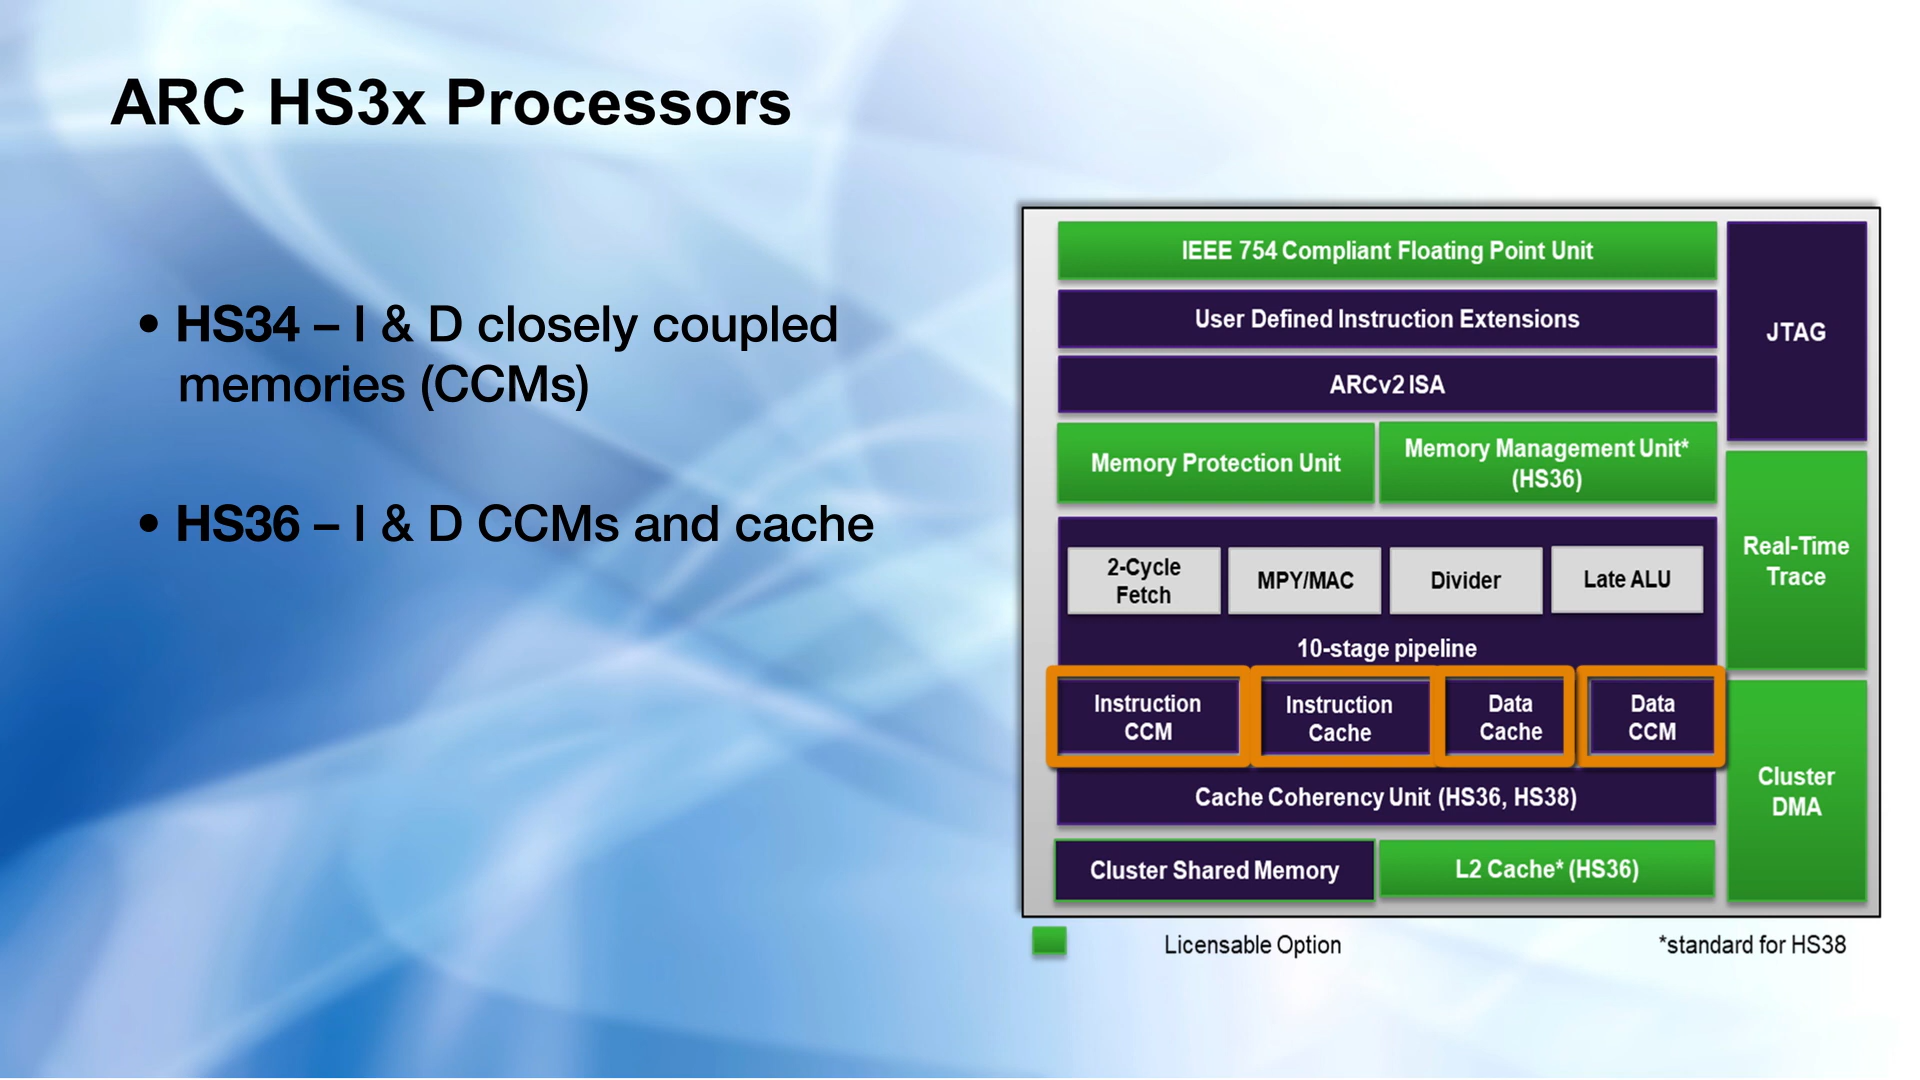 ARC HS3x Processors
• HS34 – I & D closely coupled
memories (CCMs)
• HS36 – I & D CCMs and cache
IEEE 754 Compliant Floating Point Unit
User Defined Instruction Extensions
ARCv2 ISA
JTAG
Memory Protection Unit
Memory Management Unit*
(HS36)
2-Cycle
Fetch
MPY/MAC
Divider
Late ALU
10-stage pipeline
Real-Time
Trace
Instruction
CCM
Instruction
Cache
Data
Cache
Data
CCM
Cache Coherency Unit (HS36, HS38)
Cluster
DMA
Cluster Shared Memory
L2 Cache* (HS36)
Licensable Option
*standard for HS38